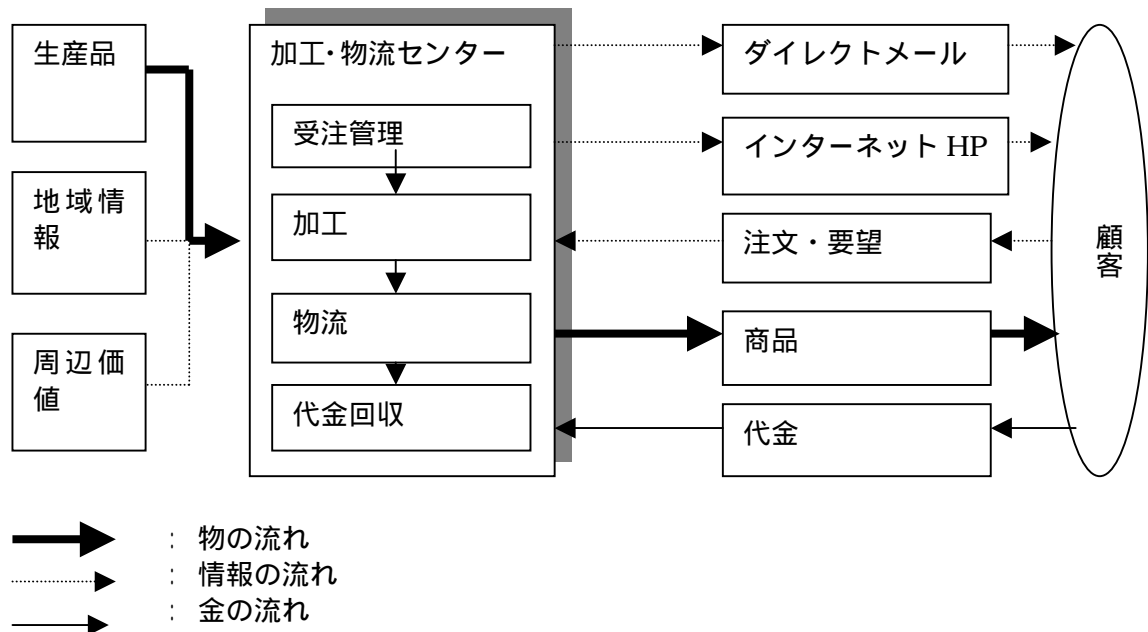 生産品
地域情
報
周辺価
値
加工･物流センター
受注管理
加工
物流
代金回収
ダイレクトメール
インターネット HP
注文・要望
商品
代金
顧客
: 物の流れ
: 情報の流れ
: 金の流れ